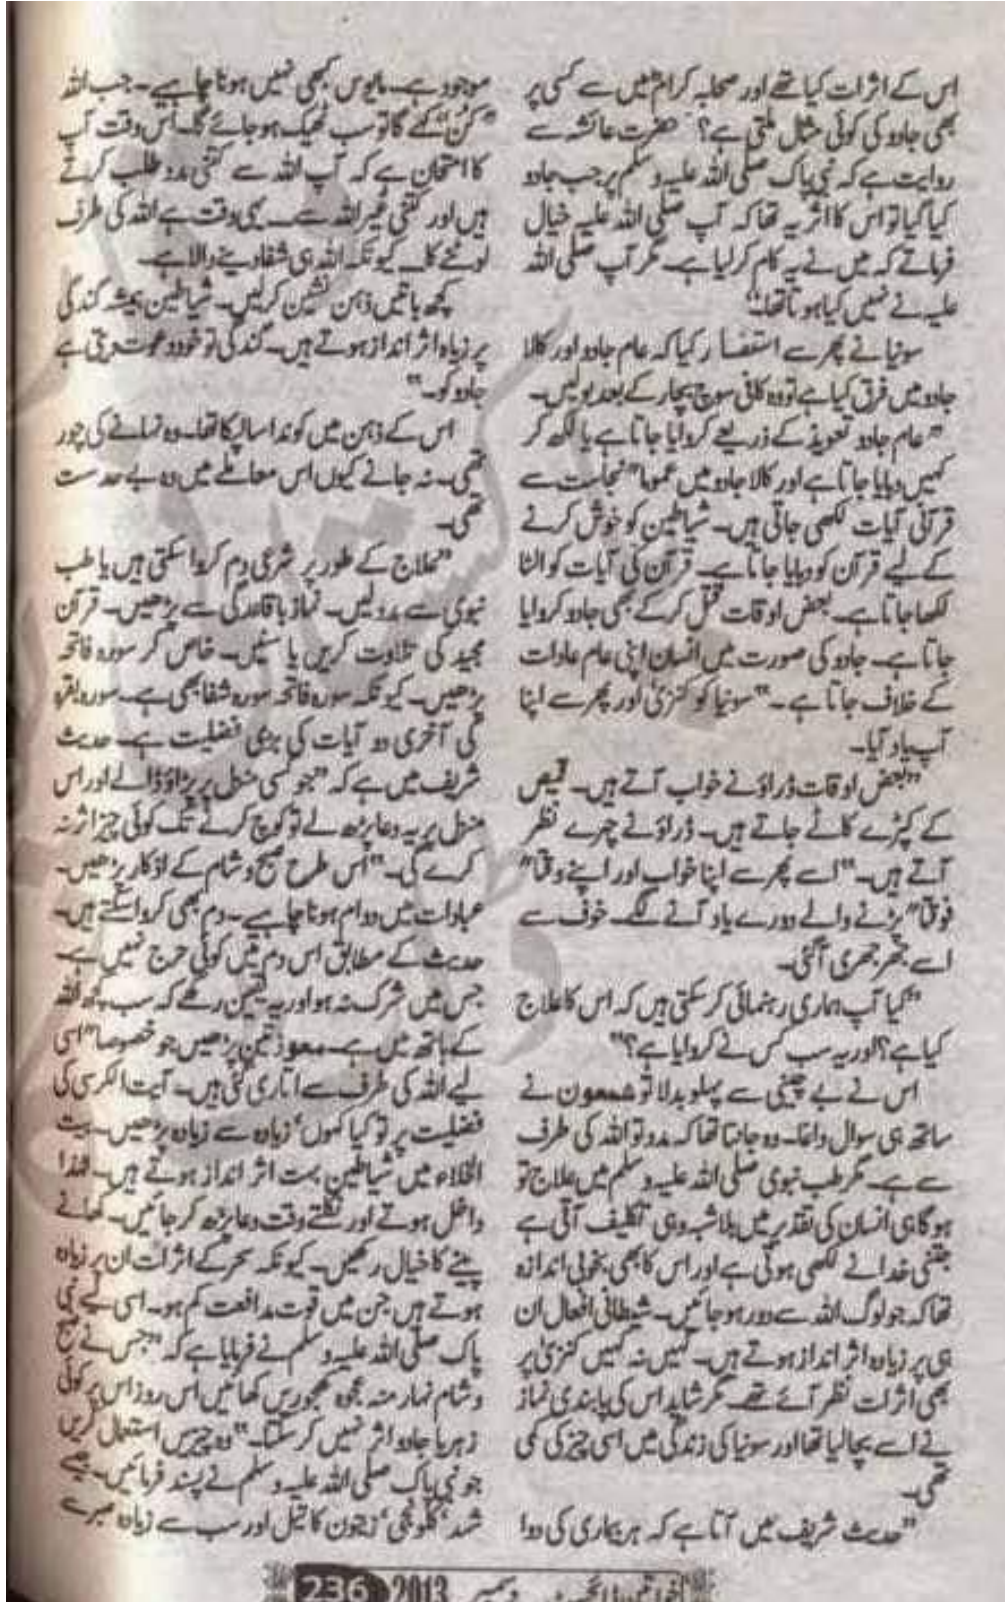 اس کے اثرات کیا تھے اور صحابہ کرامؓ میں سے کسی پر
بھی جادو کی کوئی مثال ملتی ہے؟ حضرت عائشہ سے
روایت ہے کہ نبی پاک صلی اللہ علیہ وسلم پر جب جادو
کیا گیا تو اس کا اثر یہ تھا کہ آپ صلی اللہ علیہ خیال
فرماتے کہ میں نے یہ کام کرلیا ہے۔ مگر آپ صلی اللہ
علیہ نے نہیں کیا ہوتا تھا۔"
سونیا نے پھر سے استفسار کیا کہ عام جادو اور کالا
جادو میں فرق کیا ہے تو وہ کافی سوچ بچار کے بعد بولیں۔
"عام جادو تعویذ کے ذریعے کروایا جاتا ہے یا لکھ کر
کہیں دبایا جاتا ہے اور کالا جادو میں عموما" نجاست سے
قرآنی آیات لکھی جاتی ہیں۔ شیاطین کو خوش کرنے
کے لیے قرآن کو دبایا جاتا ہے۔ قرآن کی آیات کو الٹا
لکھا جاتا ہے۔ بعض اوقات قتل کرکے بھی جادو کروایا
جاتا ہے۔ جادو کی صورت میں انسان اپنی عام عادات
کے خلاف جاتا ہے۔" سونیا کو کنزیٰ اور پھر سے اپنا
آپ یاد آیا۔
"بعض اوقات ڈراؤنے خواب آتے ہیں۔ قمیص
کے کپڑے کاٹے جاتے ہیں۔ ڈراؤنے چہرے نظر
آتے ہیں۔" اسے پھر سے اپنا خواب اور اپنے وقتا"
فوقتا" پڑنے والے دورے یاد آنے لگے۔ خوف سے
اسے جھر جھری آگئی۔
"کیا آپ ہماری رہنمائی کرسکتی ہیں کہ اس کا علاج
کیا ہے؟ اور یہ سب کس نے کروایا ہے؟"
اس نے بے چینی سے پہلو بدلا تو شمعون نے
ساتھ ہی سوال داغا۔ وہ جانتا تھا کہ مدد تو اللہ کی طرف
سے ہے۔ مگر طب نبوی صلی اللہ علیہ وسلم میں علاج تو
ہوگا ہی انسان کی تقدیر میں بلاشبہ وہی تکلیف آتی ہے
جتنی خدا نے لکھی ہوتی ہے اور اس کا بھی بخوبی اندازہ
تھا کہ جو لوگ اللہ سے دور ہوجائیں۔ شیطانی افعال ان
ہی پر زیادہ اثر انداز ہوتے ہیں۔ کہیں نہ کہیں کنزیٰ پر
بھی اثرات نظر آئے تھے۔ مگر شاید اس کی پابندی نماز
نے اسے بچالیا تھا اور سونیا کی زندگی میں اسی چیز کی کمی
تھی۔
"حدیث شریف میں آتا ہے کہ ہر بیماری کی دوا
موجود ہے۔ مایوس کبھی نہیں ہونا چاہیے۔ جب اللہ
"کُن" کہے گا تو سب ٹھیک ہوجائے گا۔ اس وقت آپ
کا امتحان ہے کہ آپ اللہ سے کتنی مدد طلب کرتے
ہیں اور کتنی غیر اللہ سے۔ یہی وقت ہے اللہ کی طرف
لوٹنے کا۔ کیونکہ اللہ ہی شفا دینے والا ہے۔
کچھ باتیں ذہن نشین کرلیں۔ شیاطین ہمیشہ گندگی
پر زیادہ اثر انداز ہوتے ہیں۔ گندگی تو خود دعوت دیتی ہے
جادو کو۔"
اس کے ذہن میں کوندا سا لپکا تھا۔ وہ نہانے کی چور
تھی۔ نہ جانے کیوں اس معاملے میں وہ بے حد ست
تھی۔
"علاج کے طور پر شرعی دم کرواسکتی ہیں یا طب
نبوی سے مدد لیں۔ نماز باقاعدگی سے پڑھیں۔ قرآن
مجید کی تلاوت کریں یا سنیں۔ خاص کر سورہ فاتحہ
پڑھیں۔ کیونکہ سورہ فاتحہ سورہ شفا بھی ہے۔ سورہ بقرہ
کی آخری دو آیات کی بڑی فضلیت ہے۔ حدیث
شریف میں ہے کہ "جو کسی منزل پر پڑاؤ ڈالے اور اس
منزل پر یہ دعا پڑھ لے تو کوچ کرنے تک کوئی چیز اثر نہ
کرے گی۔" اس طرح صبح و شام کے اذکار پڑھیں۔
عبادات میں دوام ہونا چاہیے۔ دم بھی کرواسکتے ہیں۔
حدیث کے مطابق اس دم میں کوئی حرج نہیں ہے۔
جس میں شرک نہ ہو اور یہ یقین رکھے کہ سب کچھ اللہ
کے ہاتھ میں ہے۔ معوذتین پڑھیں جو خصوصا" اسی
لیے اللہ کی طرف سے اتاری گئی ہیں۔ آیت الکرسی کی
فضلیت پر تو کیا کہوں' زیادہ سے زیادہ پڑھیں۔ بیت
الخلاء میں شیاطین بہت اثر انداز ہوتے ہیں۔ لہٰذا
داخل ہوتے اور نکلتے وقت دعا پڑھ کر جائیں۔ کھانے
پینے کا خیال رکھیں۔ کیونکہ سحر کے اثرات ان پر زیادہ
ہوتے ہیں جن میں قوت مدافعت کم ہو۔ اسی لیے نبی
پاک صلی اللہ علیہ وسلم نے فرمایا ہے کہ "جس نے صبح
و شام نہار منہ عجوہ کھجوریں کھائیں اس روز اس پر کوئی
زہر یا جادو اثر نہیں کرسکتا۔" وہ چیزیں استعمال کریں
جو نبی پاک صلی اللہ علیہ وسلم نے پسند فرمائیں۔ جیسے
شہد' کلونجی' زیتون کا تیل اور سب سے زیادہ صبر سے
خواتین ڈائجسٹ دسمبر 2013 236